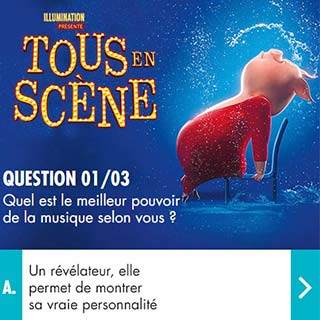 ILLUMINATION
PRÉSENTE
TOUS EN
SCÈNE
QUESTION 01/03
Quel est le meilleur pouvoir
de la musique selon vous ?
A.
Un révélateur, elle
permet de montrer
sa vraie personnalité